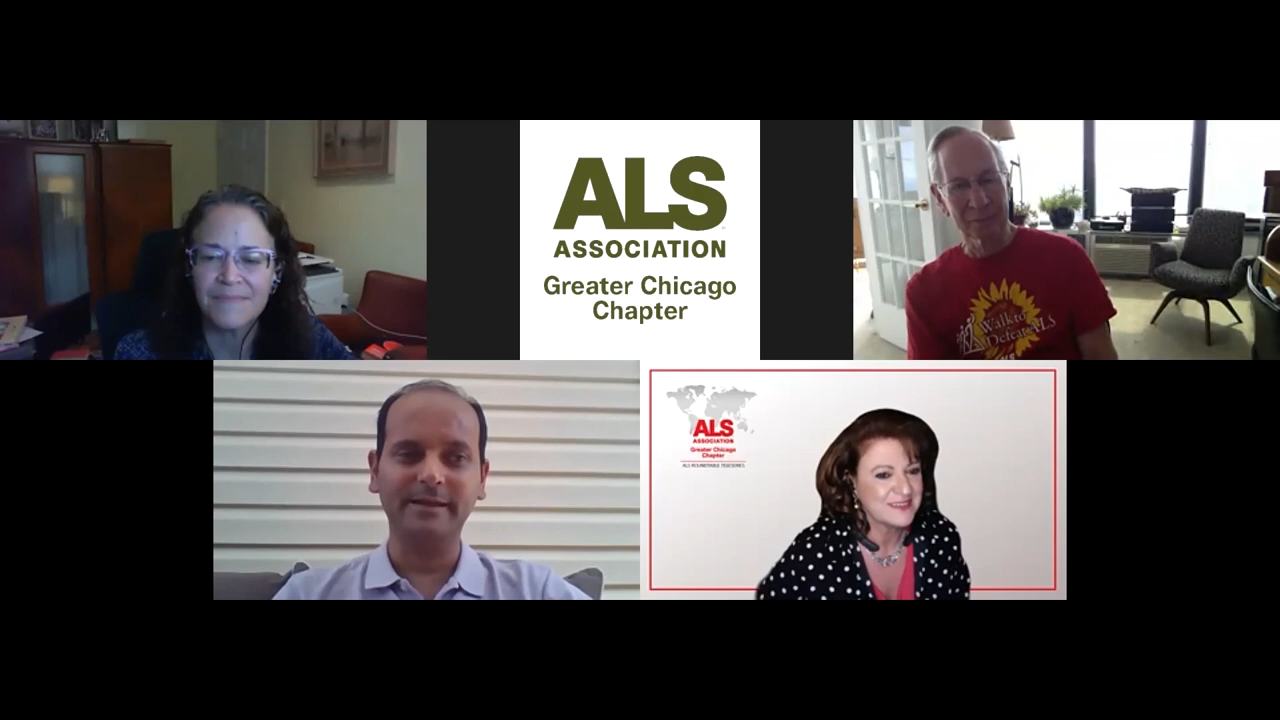 ALS
ASSOCIATION
Greater Chicago
Chapter
Walk to
Defeat ALS
ALS
ASSOCIATION
Greater Chicago
Chapter
ALS ROUNDTABLE TELESERIES